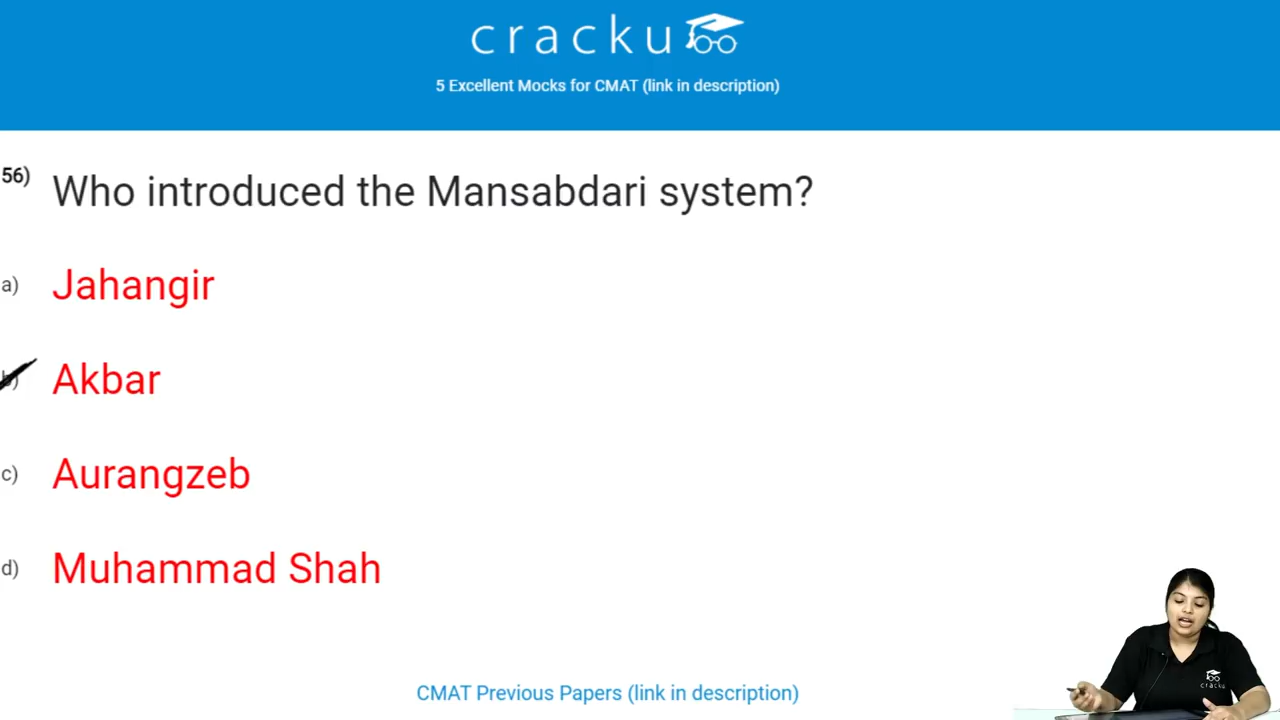 cracku
5 Excellent Mocks for CMAT (link in description)
56) Who introduced the Mansabdari system?
a) Jahangir
b) Akbar
c) Aurangzeb
d) Muhammad Shah
cracku
CMAT Previous Papers (link in description)